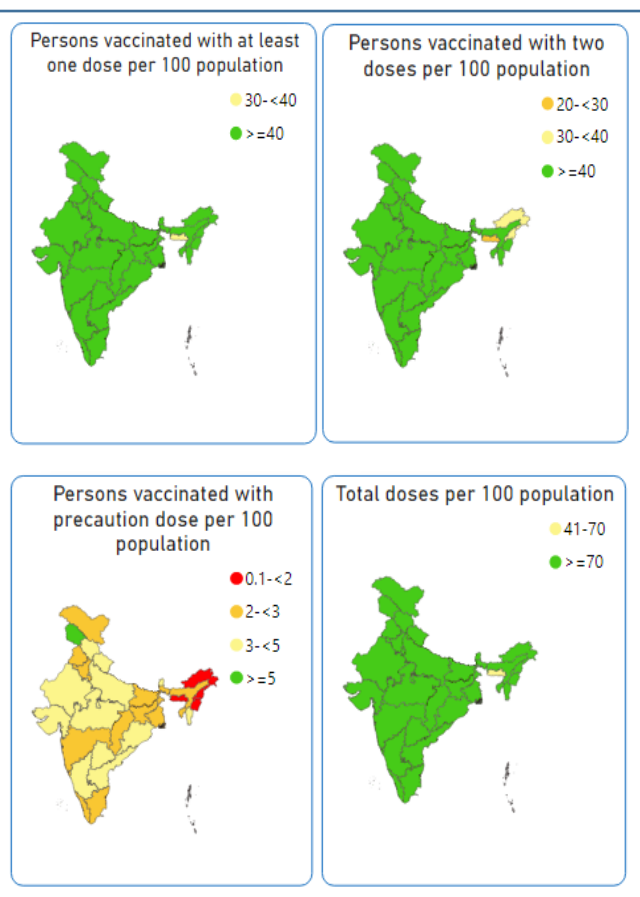 Persons vaccinated with at least
one dose per 100 population
30-<40
>=40
Persons vaccinated with two
doses per 100 population
20-<30
30-<40
>=40
Persons vaccinated with
precaution dose per 100
population
0.1-<2
2-<3
3-<5
>=5
Total doses per 100 population
41-70
>=70